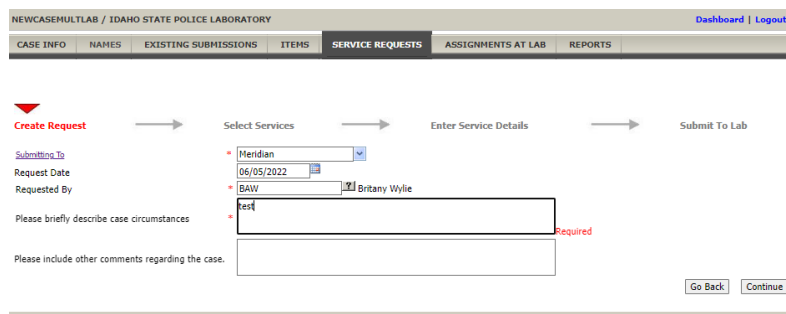 NEWCASEMULTLAB / IDAHO STATE POLICE LABORATORY Dashboard | Logout
CASE INFO NAMES EXISTING SUBMISSIONS ITEMS SERVICE REQUESTS ASSIGNMENTS AT LAB REPORTS
Create Request Select Services Enter Service Details Submit To Lab
Submitting To * Meridian
Request Date 06/05/2022
Requested By * BAW ? Britany Wylie
test
Please briefly describe case circumstances *
Required
Please include other comments regarding the case.
Go Back Continue